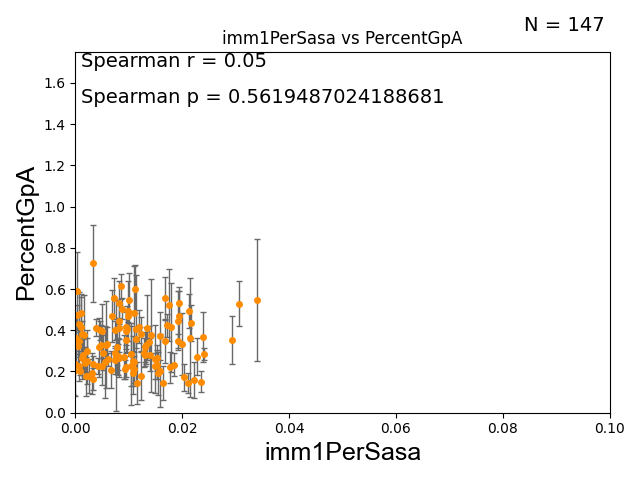 N = 147
imm1PerSasa vs PercentGpA
Spearman r = 0.05
Spearman p = 0.5619487024188681
PercentGpA
1.6
1.4
1.2
1.0
0.8
0.6
0.4
0.2
0.0
0.00 0.02 0.04 0.06 0.08 0.10
imm1PerSasa